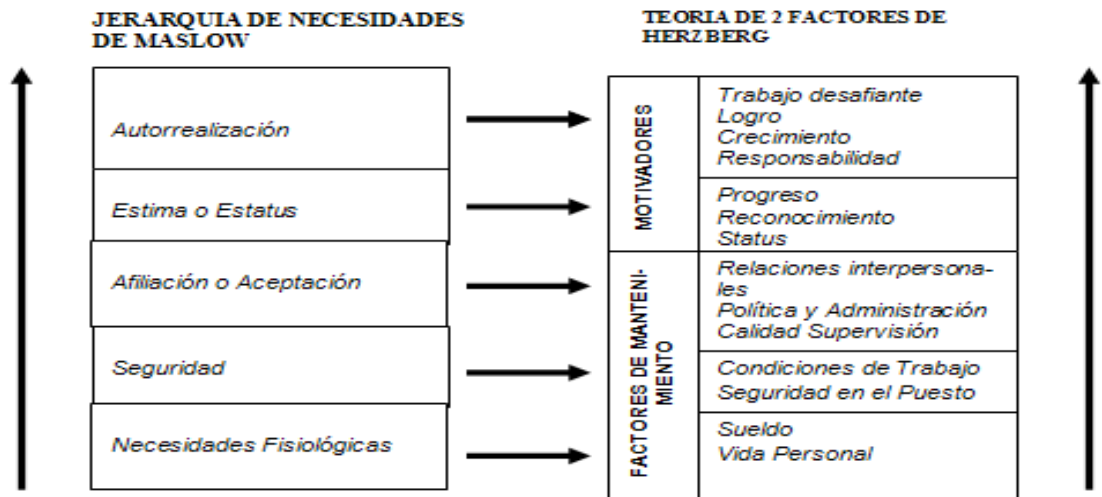 JERARQUIA DE NECESIDADES
DE MASLOW
Autorrealización
Estima o Estatus
Afiliación o Aceptación
Seguridad
Necesidades Fisiológicas
TEORIA DE 2 FACTORES DE
HERZBERG
MOTIVADORES
Trabajo desafiante
Logro
Crecimiento
Responsabilidad
Progreso
Reconocimiento
Status
FACTORES DE MANTENI-
MIENTO
Relaciones interpersona-
les
Política y Administración
Calidad Supervisión
Condiciones de Trabajo
Seguridad en el Puesto
Sueldo
Vida Personal